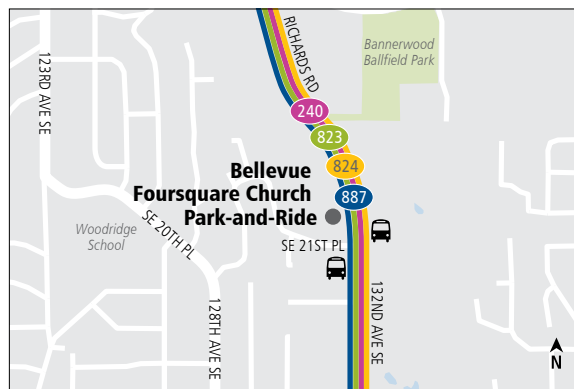 RICHARDS RD
Bannerwood
Ballfield Park
123RD AVE SE
240
823
824
887
Bellevue
Foursquare Church
Park-and-Ride
Woodridge
School
SE 20TH PL
SE 21ST PL
128TH AVE SE
132ND AVE SE
N